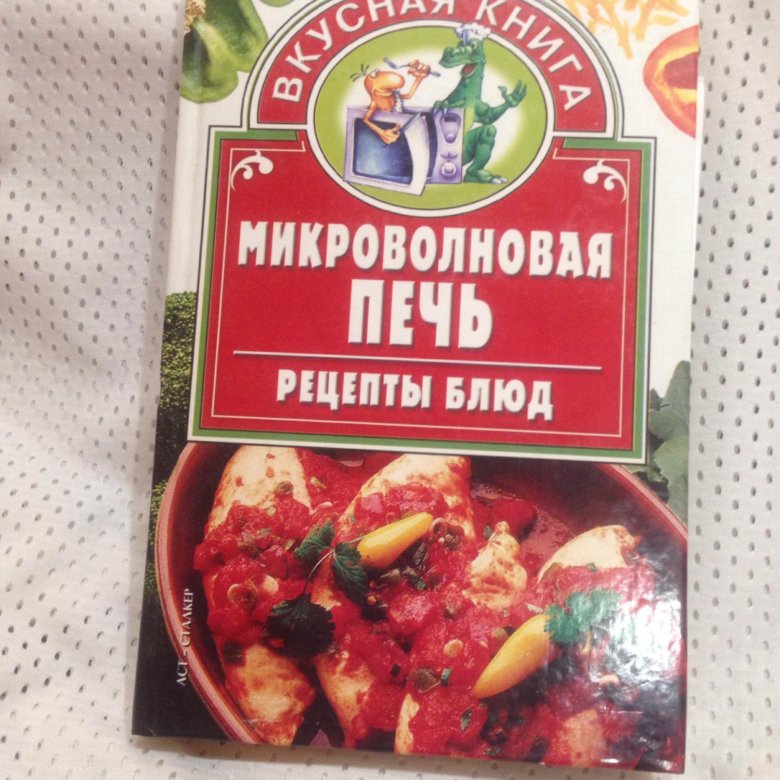 ВКУСНАЯ КНИГА
МИКРОВОЛНОВАЯ
ПЕЧЬ
РЕЦЕПТЫ БЛЮД
АСТ - СТАЛКЕР